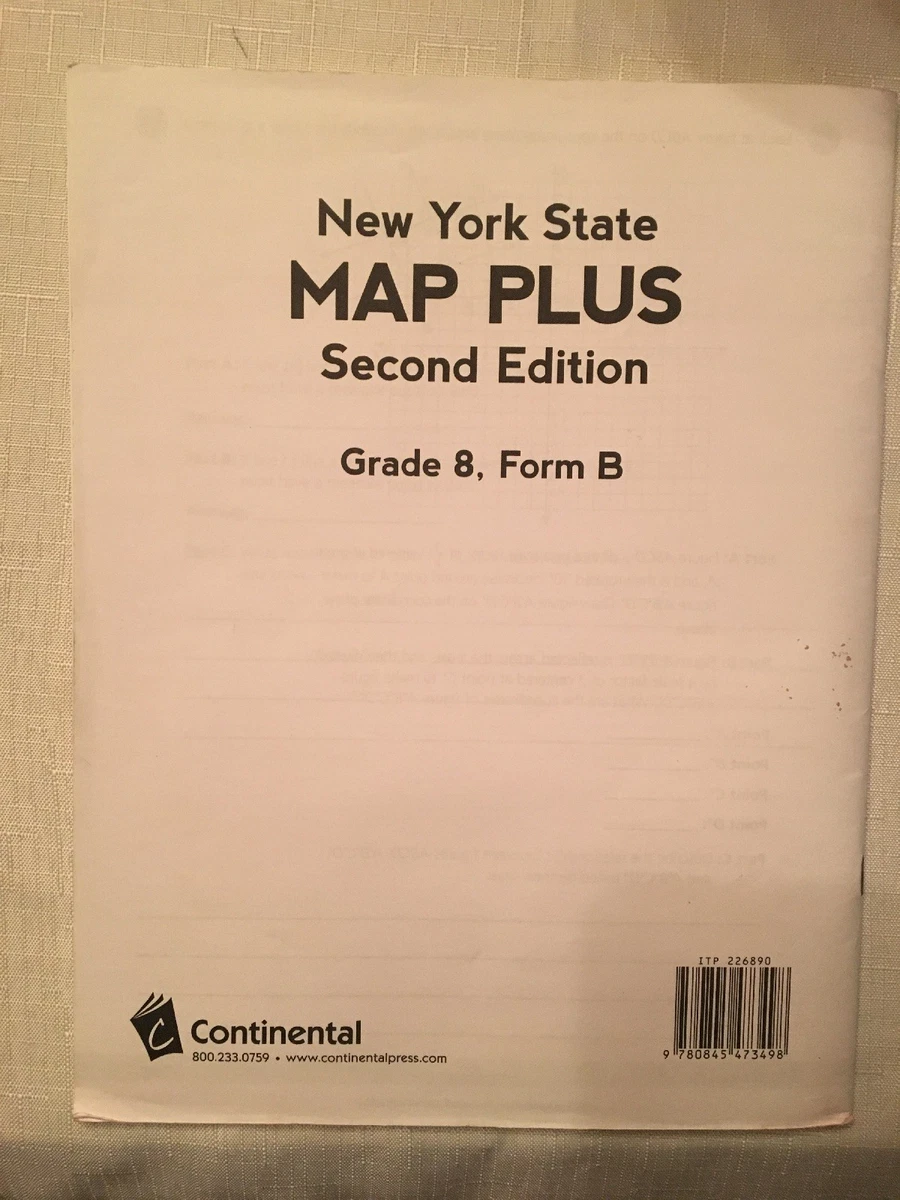 New York State
MAP PLUS
Second Edition
Grade 8, Form B
ITP 226890
9 780845 473498
Continental
800.233.0759 • www.continentalpress.com